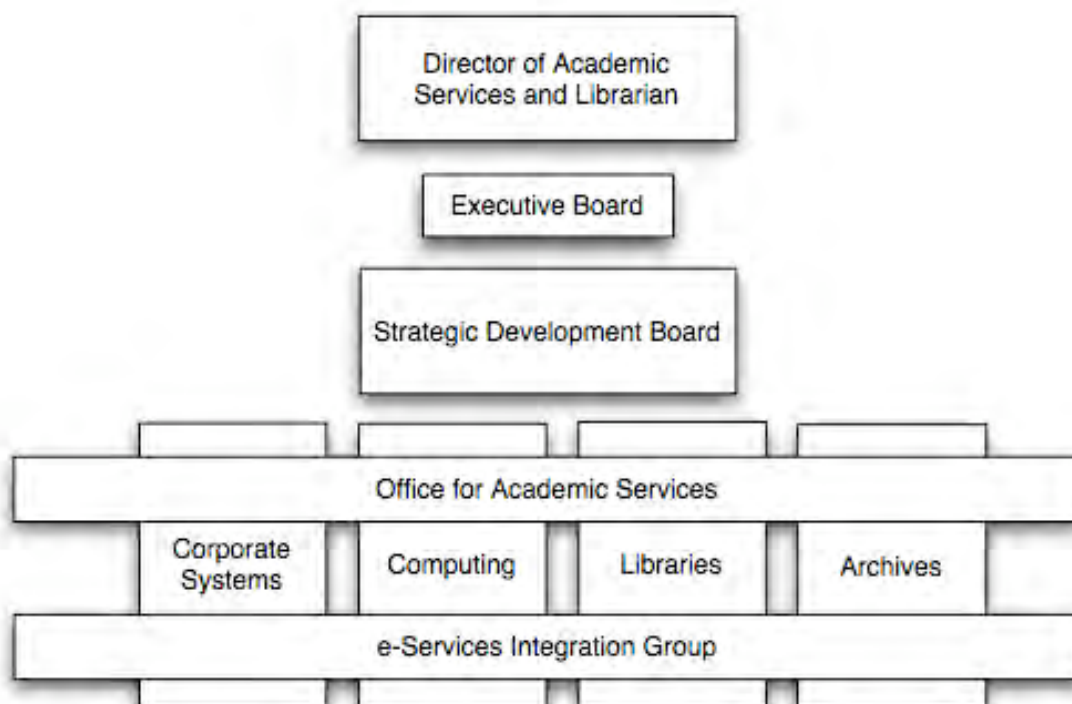 Director of Academic
Services and Librarian
Executive Board
Strategic Development Board
Office for Academic Services
Corporate
Systems
Computing
Libraries
Archives
e-Services Integration Group